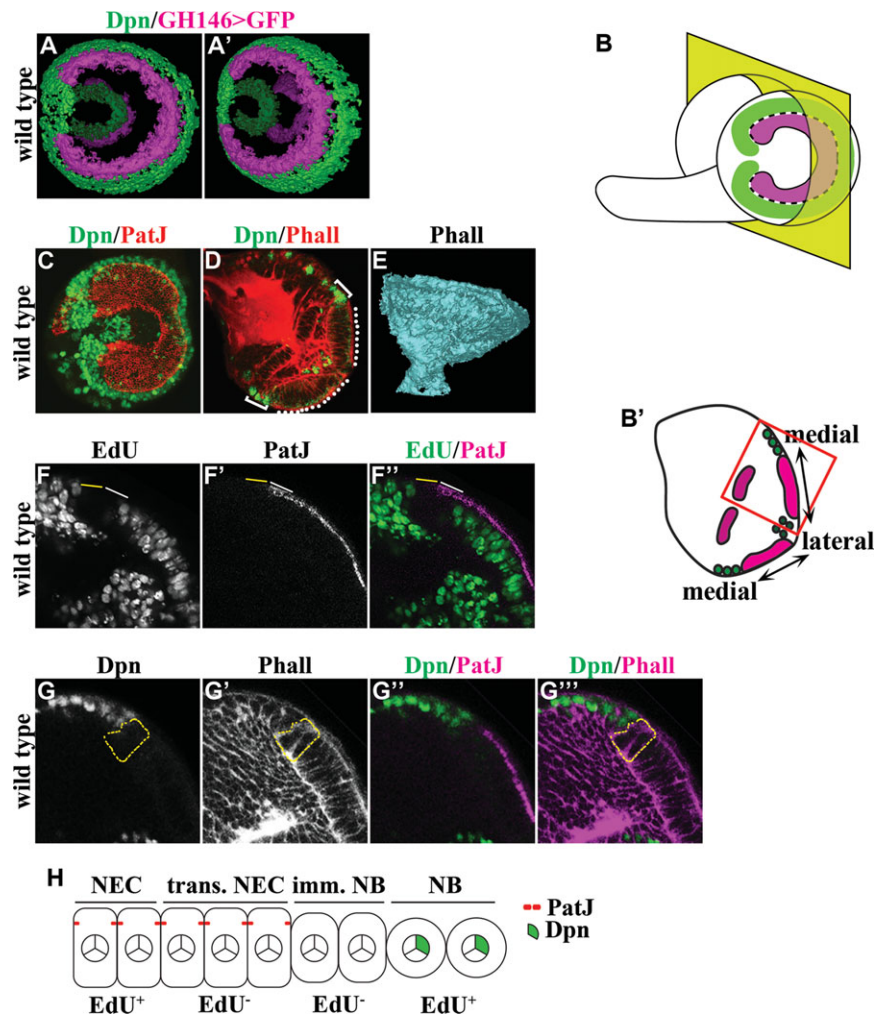 Dpn/GH146>GFP
A
A'
B
wild type
Dpn/PatJ
Dpn/Phall
Phall
C
D
E
wild type
B'
medial
lateral
medial
EdU
PatJ
EdU/PatJ
F
F'
F''
wild type
Dpn
Phall
Dpn/PatJ
Dpn/Phall
G
G'
G''
G'''
wild type
H
NEC
trans. NEC
imm. NB
NB
PatJ
Dpn
EdU+
EdU-
EdU-
EdU+